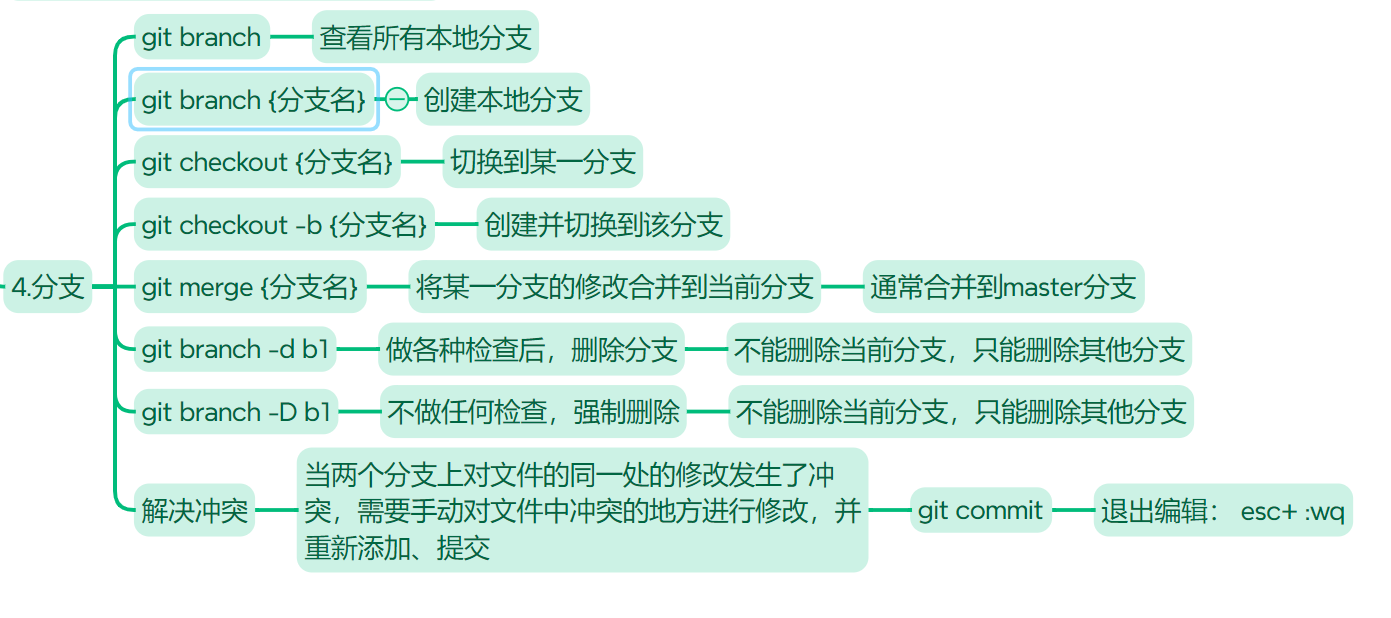 git branch
查看所有本地分支
git branch {分支名}
创建本地分支
git checkout {分支名}
切换到某一分支
git checkout -b {分支名}
创建并切换到该分支
4.分支
git merge {分支名}
将某一分支的修改合并到当前分支
通常合并到master分支
git branch -d b1
做各种检查后，删除分支
不能删除当前分支，只能删除其他分支
git branch -D b1
不做任何检查，强制删除
不能删除当前分支，只能删除其他分支
解决冲突
当两个分支上对文件的同一处的修改发生了冲
突，需要手动对文件中冲突的地方进行修改，并
重新添加、提交
git commit
退出编辑： esc+ :wq